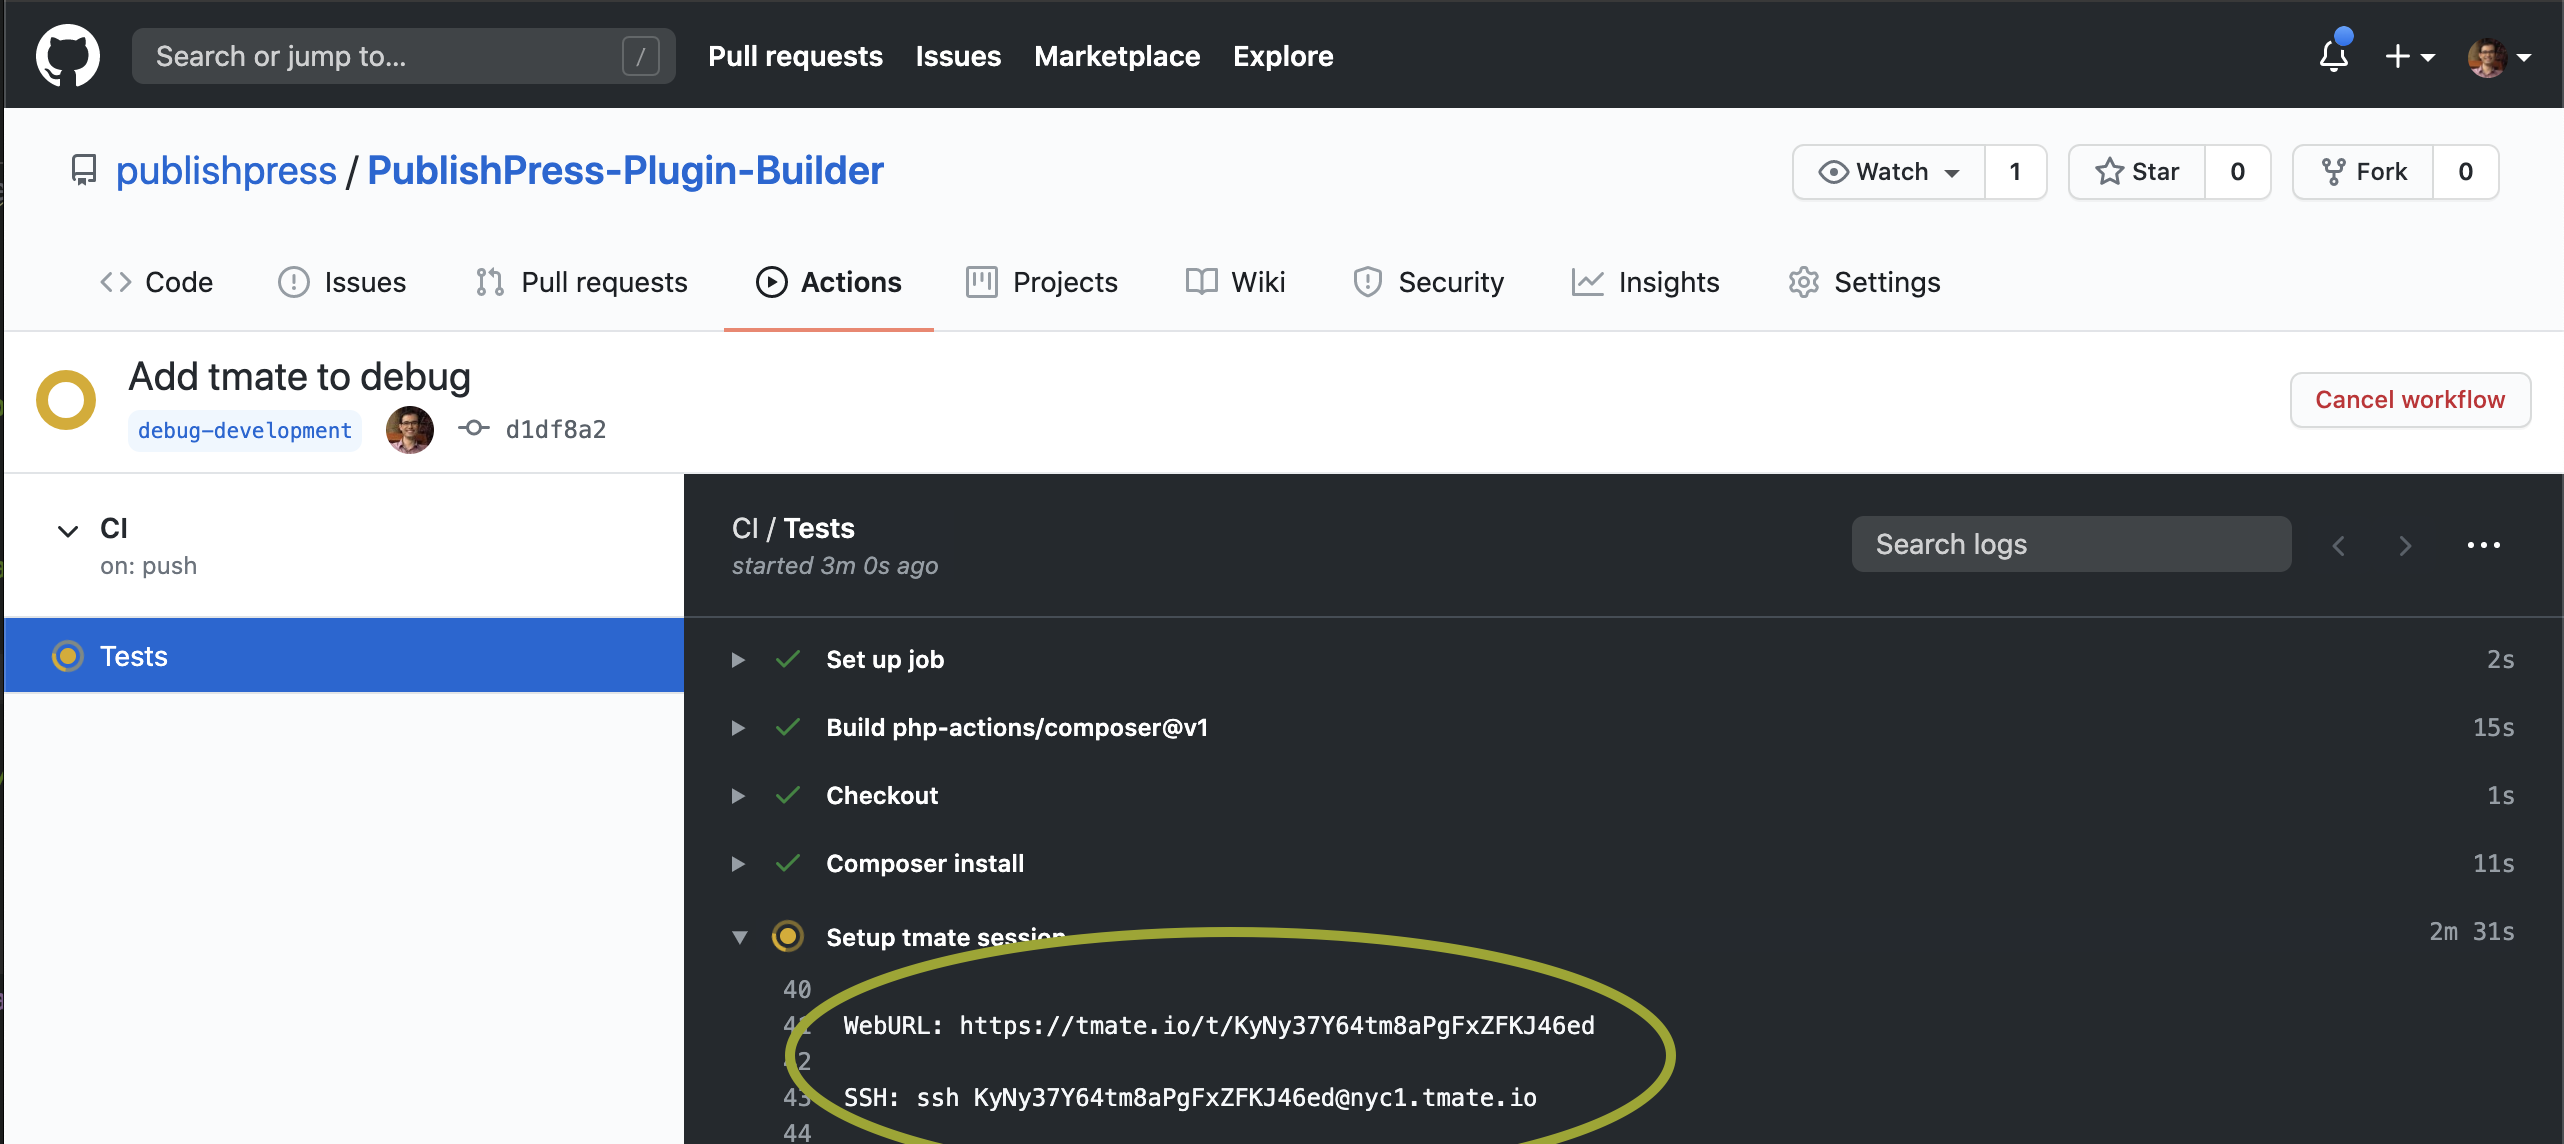 Search or jump to... /
Pull requests Issues Marketplace Explore
publishpress / PublishPress-Plugin-Builder
Watch 1 Star 0 Fork 0
Code Issues Pull requests Actions Projects Wiki Security Insights Settings
Add tmate to debug
debug-development d1df8a2
Cancel workflow
CI
on: push
Tests
CI / Tests
started 3m 0s ago
Search logs
Set up job 2s
Build php-actions/composer@v1 15s
Checkout 1s
Composer install 11s
Setup tmate session 2m 31s
40
41 WebURL: https://tmate.io/t/KyNy37Y64tm8aPgFxZFKJ46ed
42
43 SSH: ssh KyNy37Y64tm8aPgFxZFKJ46ed@nyc1.tmate.io
44